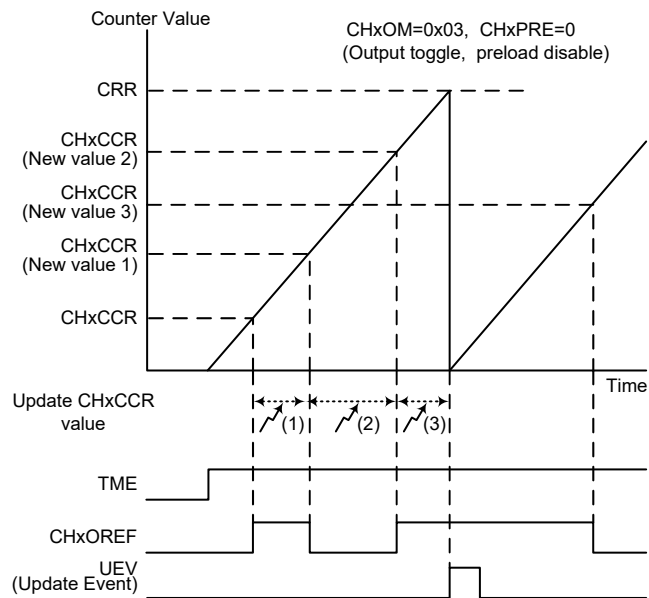 Counter Value
CHxOM=0x03, CHxPRE=0
(Output toggle, preload disable)
CRR
CHxCCR
(New value 2)
CHxCCR
(New value 3)
CHxCCR
(New value 1)
CHxCCR
Time
Update CHxCCR
value
(1)
(2)
(3)
TME
CHxOREF
UEV
(Update Event)